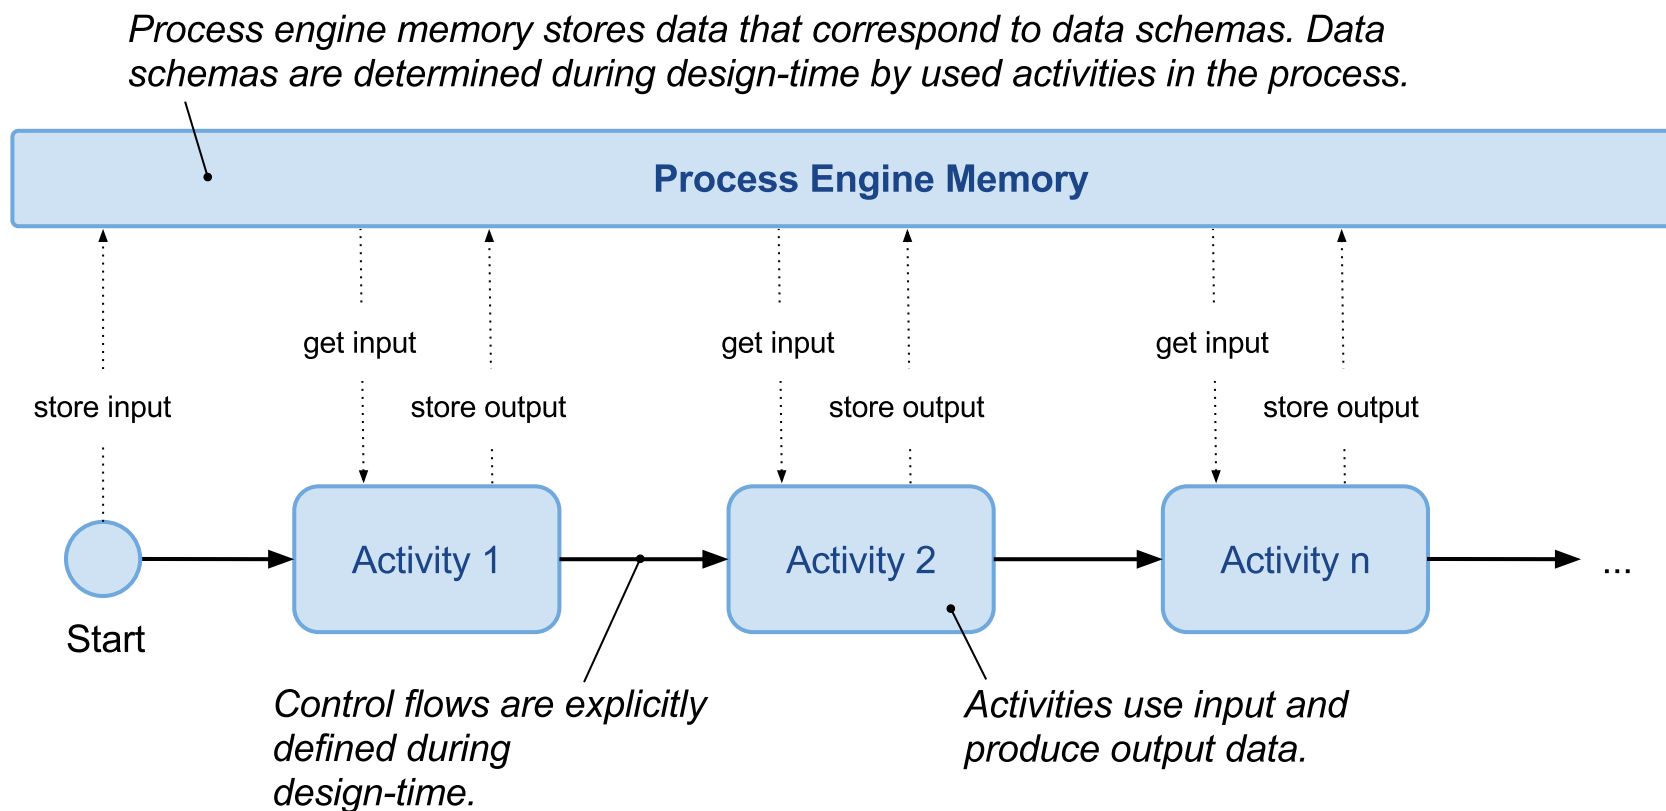 Process engine memory stores data that correspond to data schemas. Data
schemas are determined during design-time by used activities in the process.
Process Engine Memory
get input
get input
get input
store input
store output
store output
store output
Activity 1
Activity 2
Activity n
...
Start
Control flows are explicitly
defined during
design-time.
Activities use input and
produce output data.